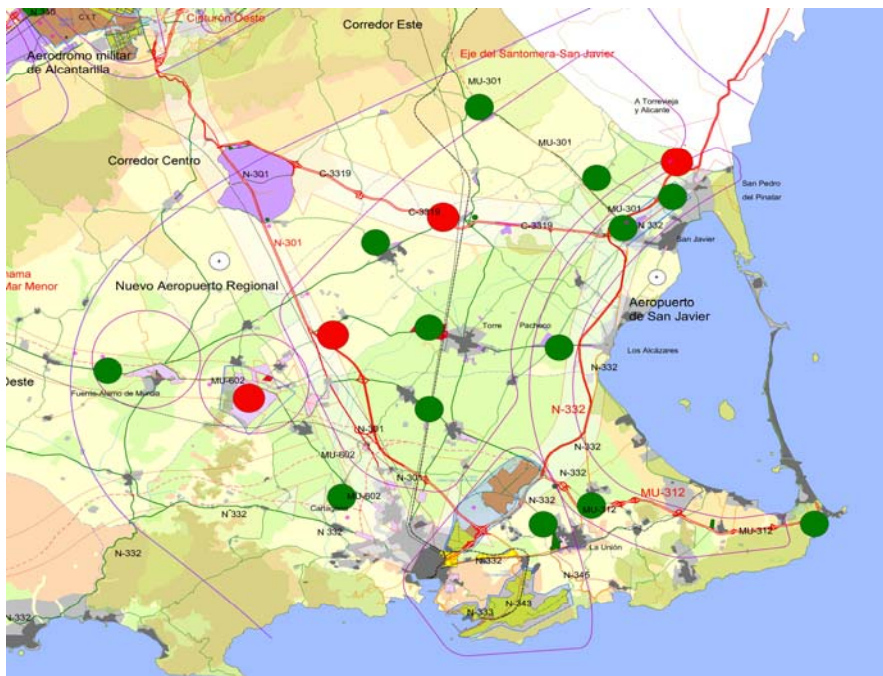 N-340
G.I.T
Cinturón Oeste
Corredor Este
Aerodromo militar
de Alcantarilla
Eje del Santomera-San Javier
MU-301
A Torrevieja
y Alicante
MU-301
Corredor Centro
N-301
C-3319
San Pedro
del Pinatar
C-3319
MU-301
N 332
C-3319
San Javier
N-301
Mar Menor
Nuevo Aeropuerto Regional
Aeropuerto
de San Javier
Torre
Pacheco
Los Alcázares
N-332
Oeste
MU-602
Fuente-Alamo de Murcia
N-332
N-301
N-332
MU-602
N-332
N-301
MU-602
MU-312
N-332
Cartagena
MU-312
N-332
N 332
MU-312
La Unión
N-332
N-332
N-345
N-343
N-333
N-332